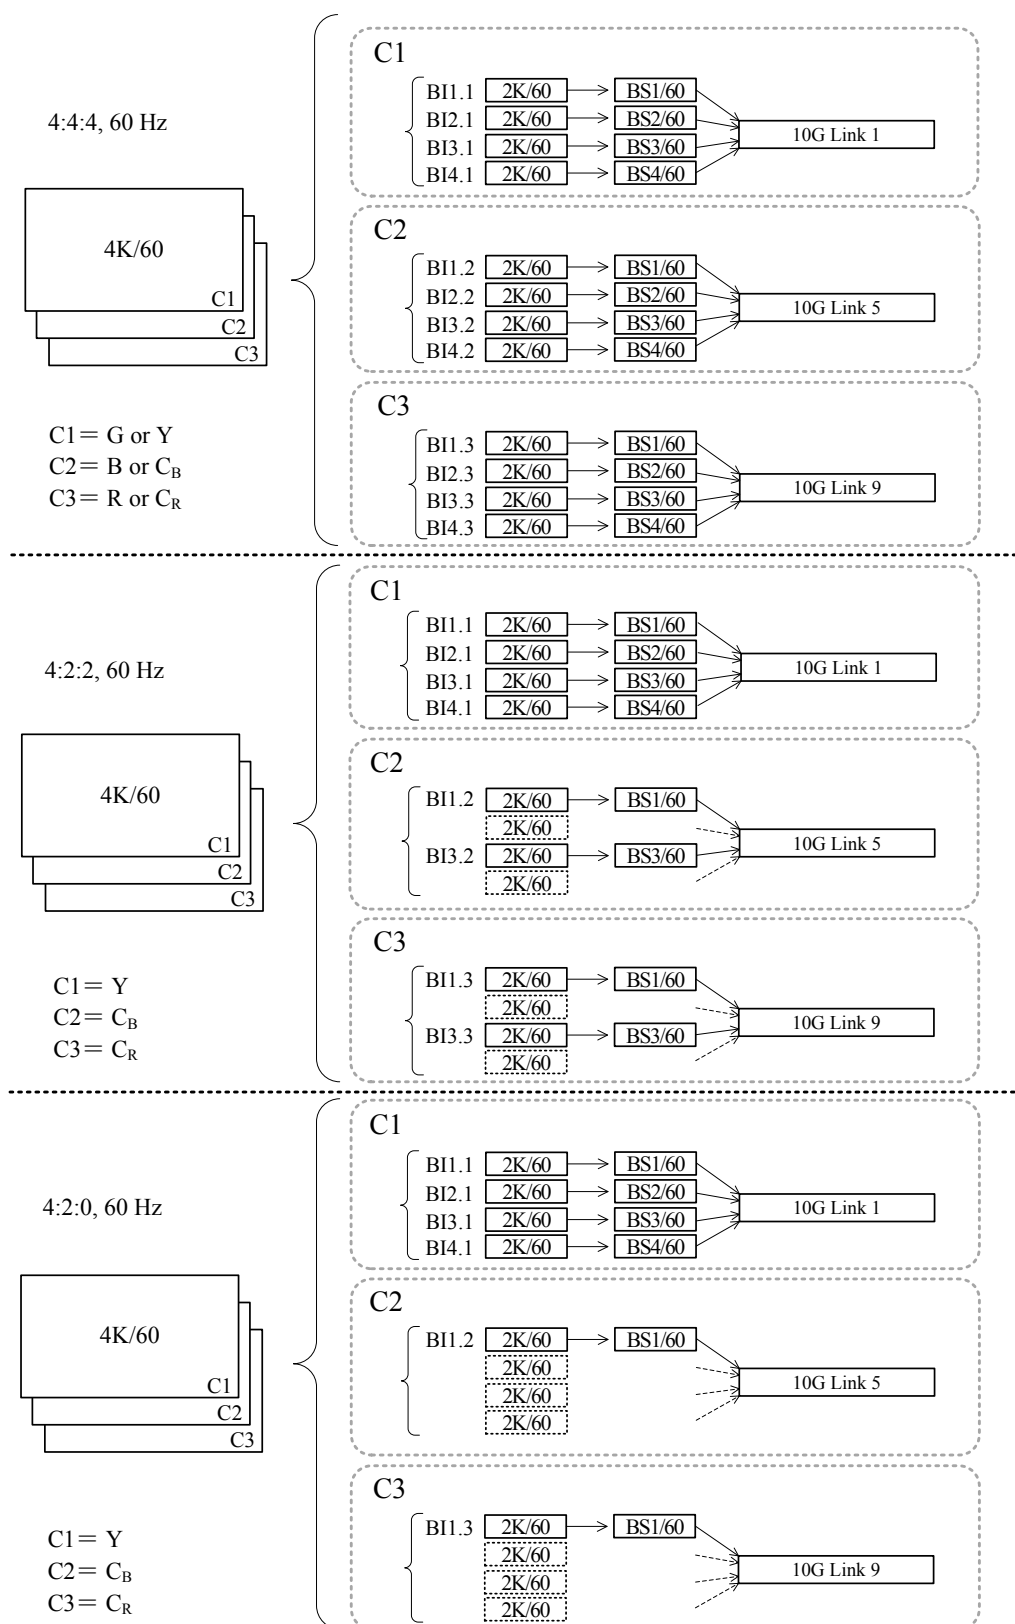 4:4:4, 60 Hz
4K/60
C1
C2
C3
C1= G or Y
C2= B or CB
C3= R or CR
C1
BI1.1 2K/60 BS1/60
BI2.1 2K/60 BS2/60
BI3.1 2K/60 BS3/60
BI4.1 2K/60 BS4/60
10G Link 1
C2
BI1.2 2K/60 BS1/60
BI2.2 2K/60 BS2/60
BI3.2 2K/60 BS3/60
BI4.2 2K/60 BS4/60
10G Link 5
C3
BI1.3 2K/60 BS1/60
BI2.3 2K/60 BS2/60
BI3.3 2K/60 BS3/60
BI4.3 2K/60 BS4/60
10G Link 9
4:2:2, 60 Hz
4K/60
C1
C2
C3
C1= Y
C2= CB
C3= CR
C1
BI1.1 2K/60 BS1/60
BI2.1 2K/60 BS2/60
BI3.1 2K/60 BS3/60
BI4.1 2K/60 BS4/60
10G Link 1
C2
BI1.2 2K/60 BS1/60
2K/60
BI3.2 2K/60 BS3/60
2K/60
10G Link 5
C3
BI1.3 2K/60 BS1/60
2K/60
BI3.3 2K/60 BS3/60
2K/60
10G Link 9
4:2:0, 60 Hz
4K/60
C1
C2
C3
C1= Y
C2= CB
C3= CR
C1
BI1.1 2K/60 BS1/60
BI2.1 2K/60 BS2/60
BI3.1 2K/60 BS3/60
BI4.1 2K/60 BS4/60
10G Link 1
C2
BI1.2 2K/60 BS1/60
2K/60
2K/60
2K/60
10G Link 5
C3
BI1.3 2K/60 BS1/60
2K/60
2K/60
2K/60
10G Link 9